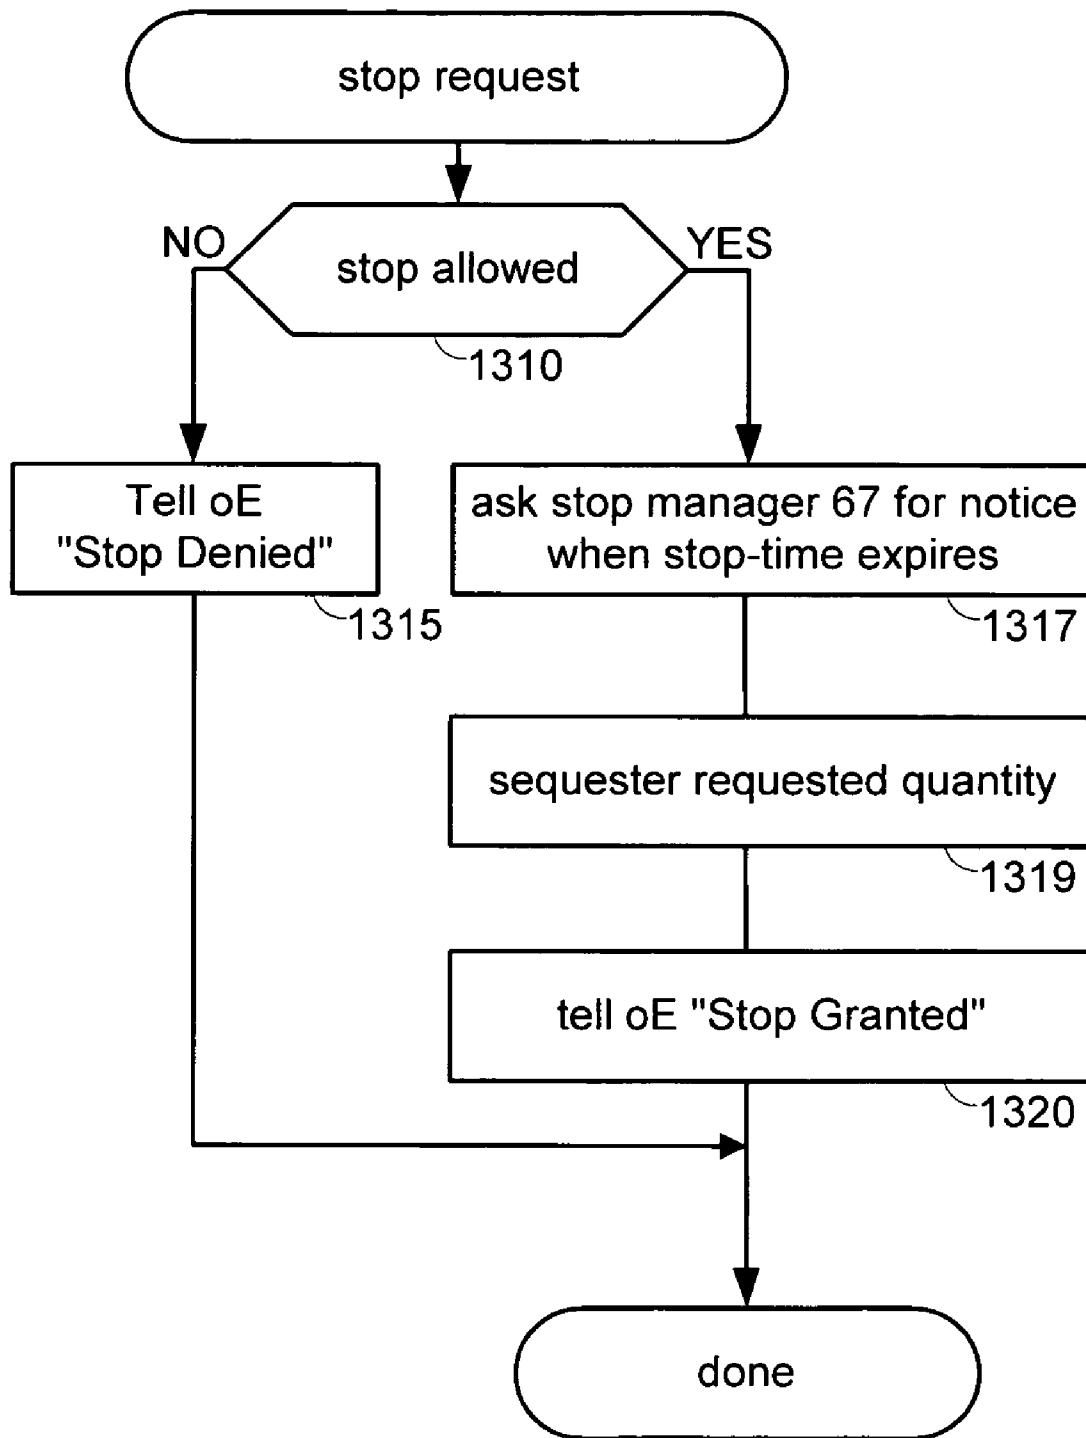 stop request
NO
YES
stop allowed
1310
Tell oE
"Stop Denied"
1315
ask stop manager 67 for notice
when stop-time expires
1317
sequester requested quantity
1319
tell oE "Stop Granted"
1320
done